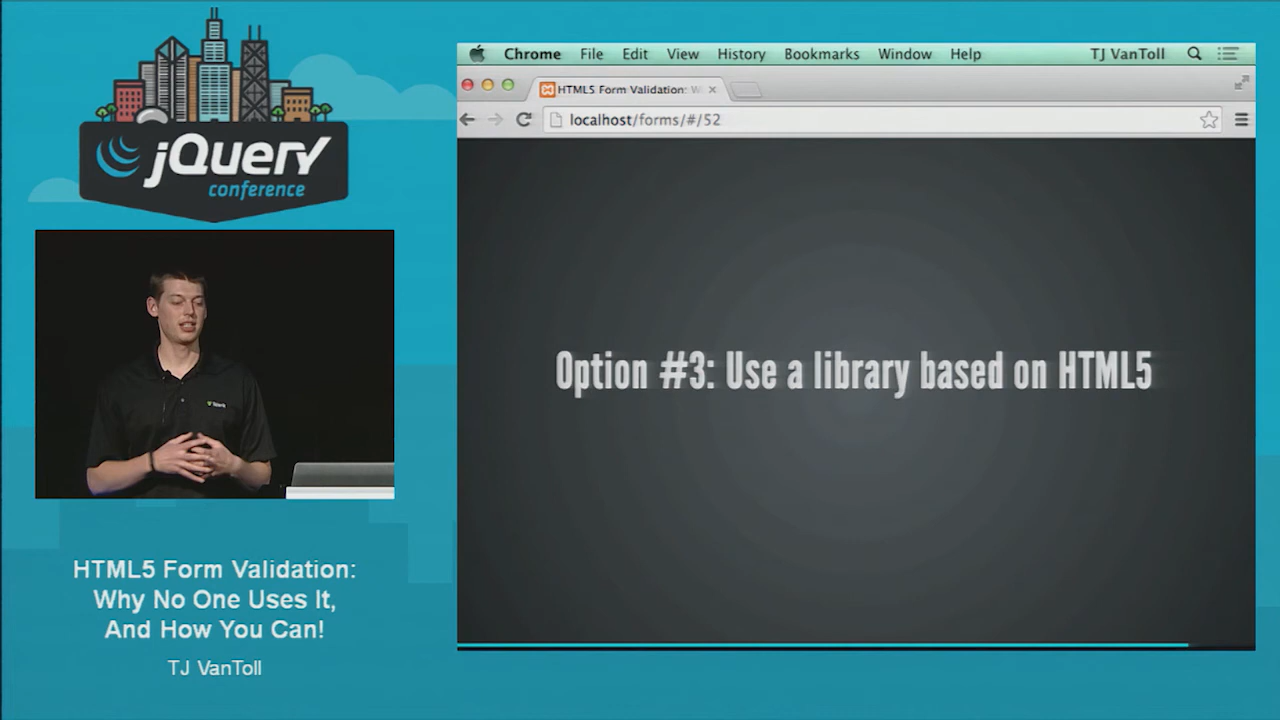 jQuery
conference
HTML5 Form Validation:
Why No One Uses It,
And How You Can!
TJ VanToll
Chrome File Edit View History Bookmarks Window Help TJ VanToll
HTML5 Form Validation: W
localhost/forms/#/52
Option #3: Use a library based on HTML5